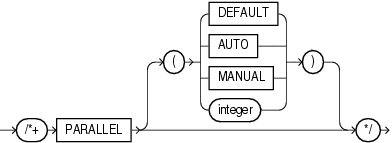 DEFAULT
( AUTO )
MANUAL
integer
/*+ PARALLEL */